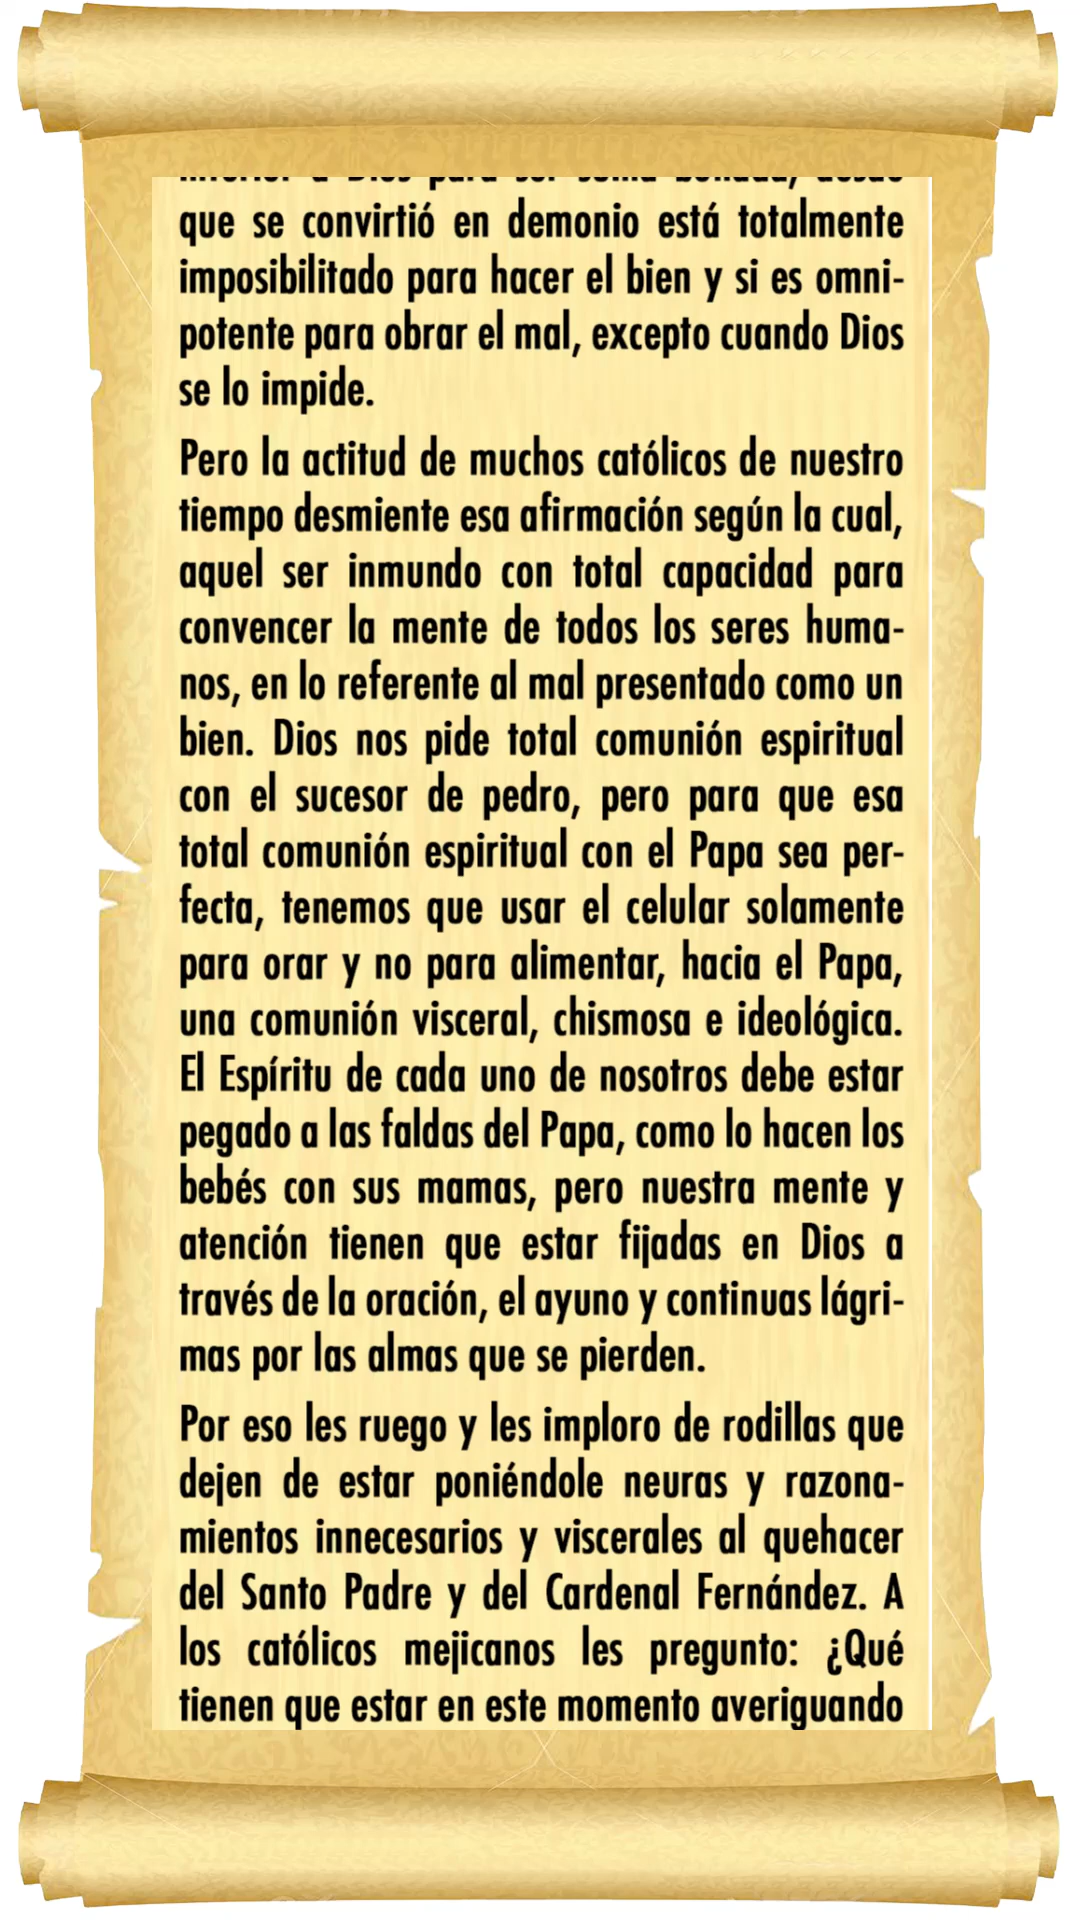 que se convirtió en demonio está totalmente
imposibilitado para hacer el bien y si es omni-
potente para obrar el mal, excepto cuando Dios
se lo impide.
Pero la actitud de muchos católicos de nuestro
tiempo desmiente esa afirmación según la cual,
aquel ser inmundo con total capacidad para
convencer la mente de todos los seres huma-
nos, en lo referente al mal presentado como un
bien. Dios nos pide total comunión espiritual
con el sucesor de pedro, pero para que esa
total comunión espiritual con el Papa sea per-
fecta, tenemos que usar el celular solamente
para orar y no para alimentar, hacia el Papa,
una comunión visceral, chismosa e ideológica.
El Espíritu de cada uno de nosotros debe estar
pegado a las faldas del Papa, como lo hacen los
bebés con sus mamas, pero nuestra mente y
atención tienen que estar fijadas en Dios a
través de la oración, el ayuno y continuas lágri-
mas por las almas que se pierden.
Por eso les ruego y les imploro de rodillas que
dejen de estar poniéndole neuras y razona-
mientos innecesarios y viscerales al quehacer
del Santo Padre y del Cardenal Fernández. A
los católicos mejicanos les pregunto: ¿Qué
tienen que estar en este momento averiguando